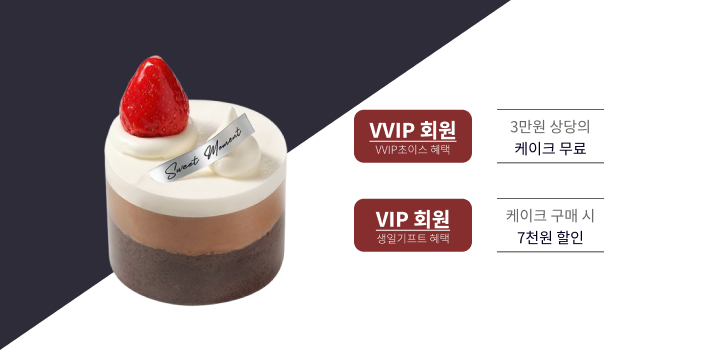 Sweet Moment
VVIP 회원
VVIP초이스 혜택
3만원 상당의
케이크 무료
VIP 회원
생일기프트 혜택
케이크 구매 시
7천원 할인